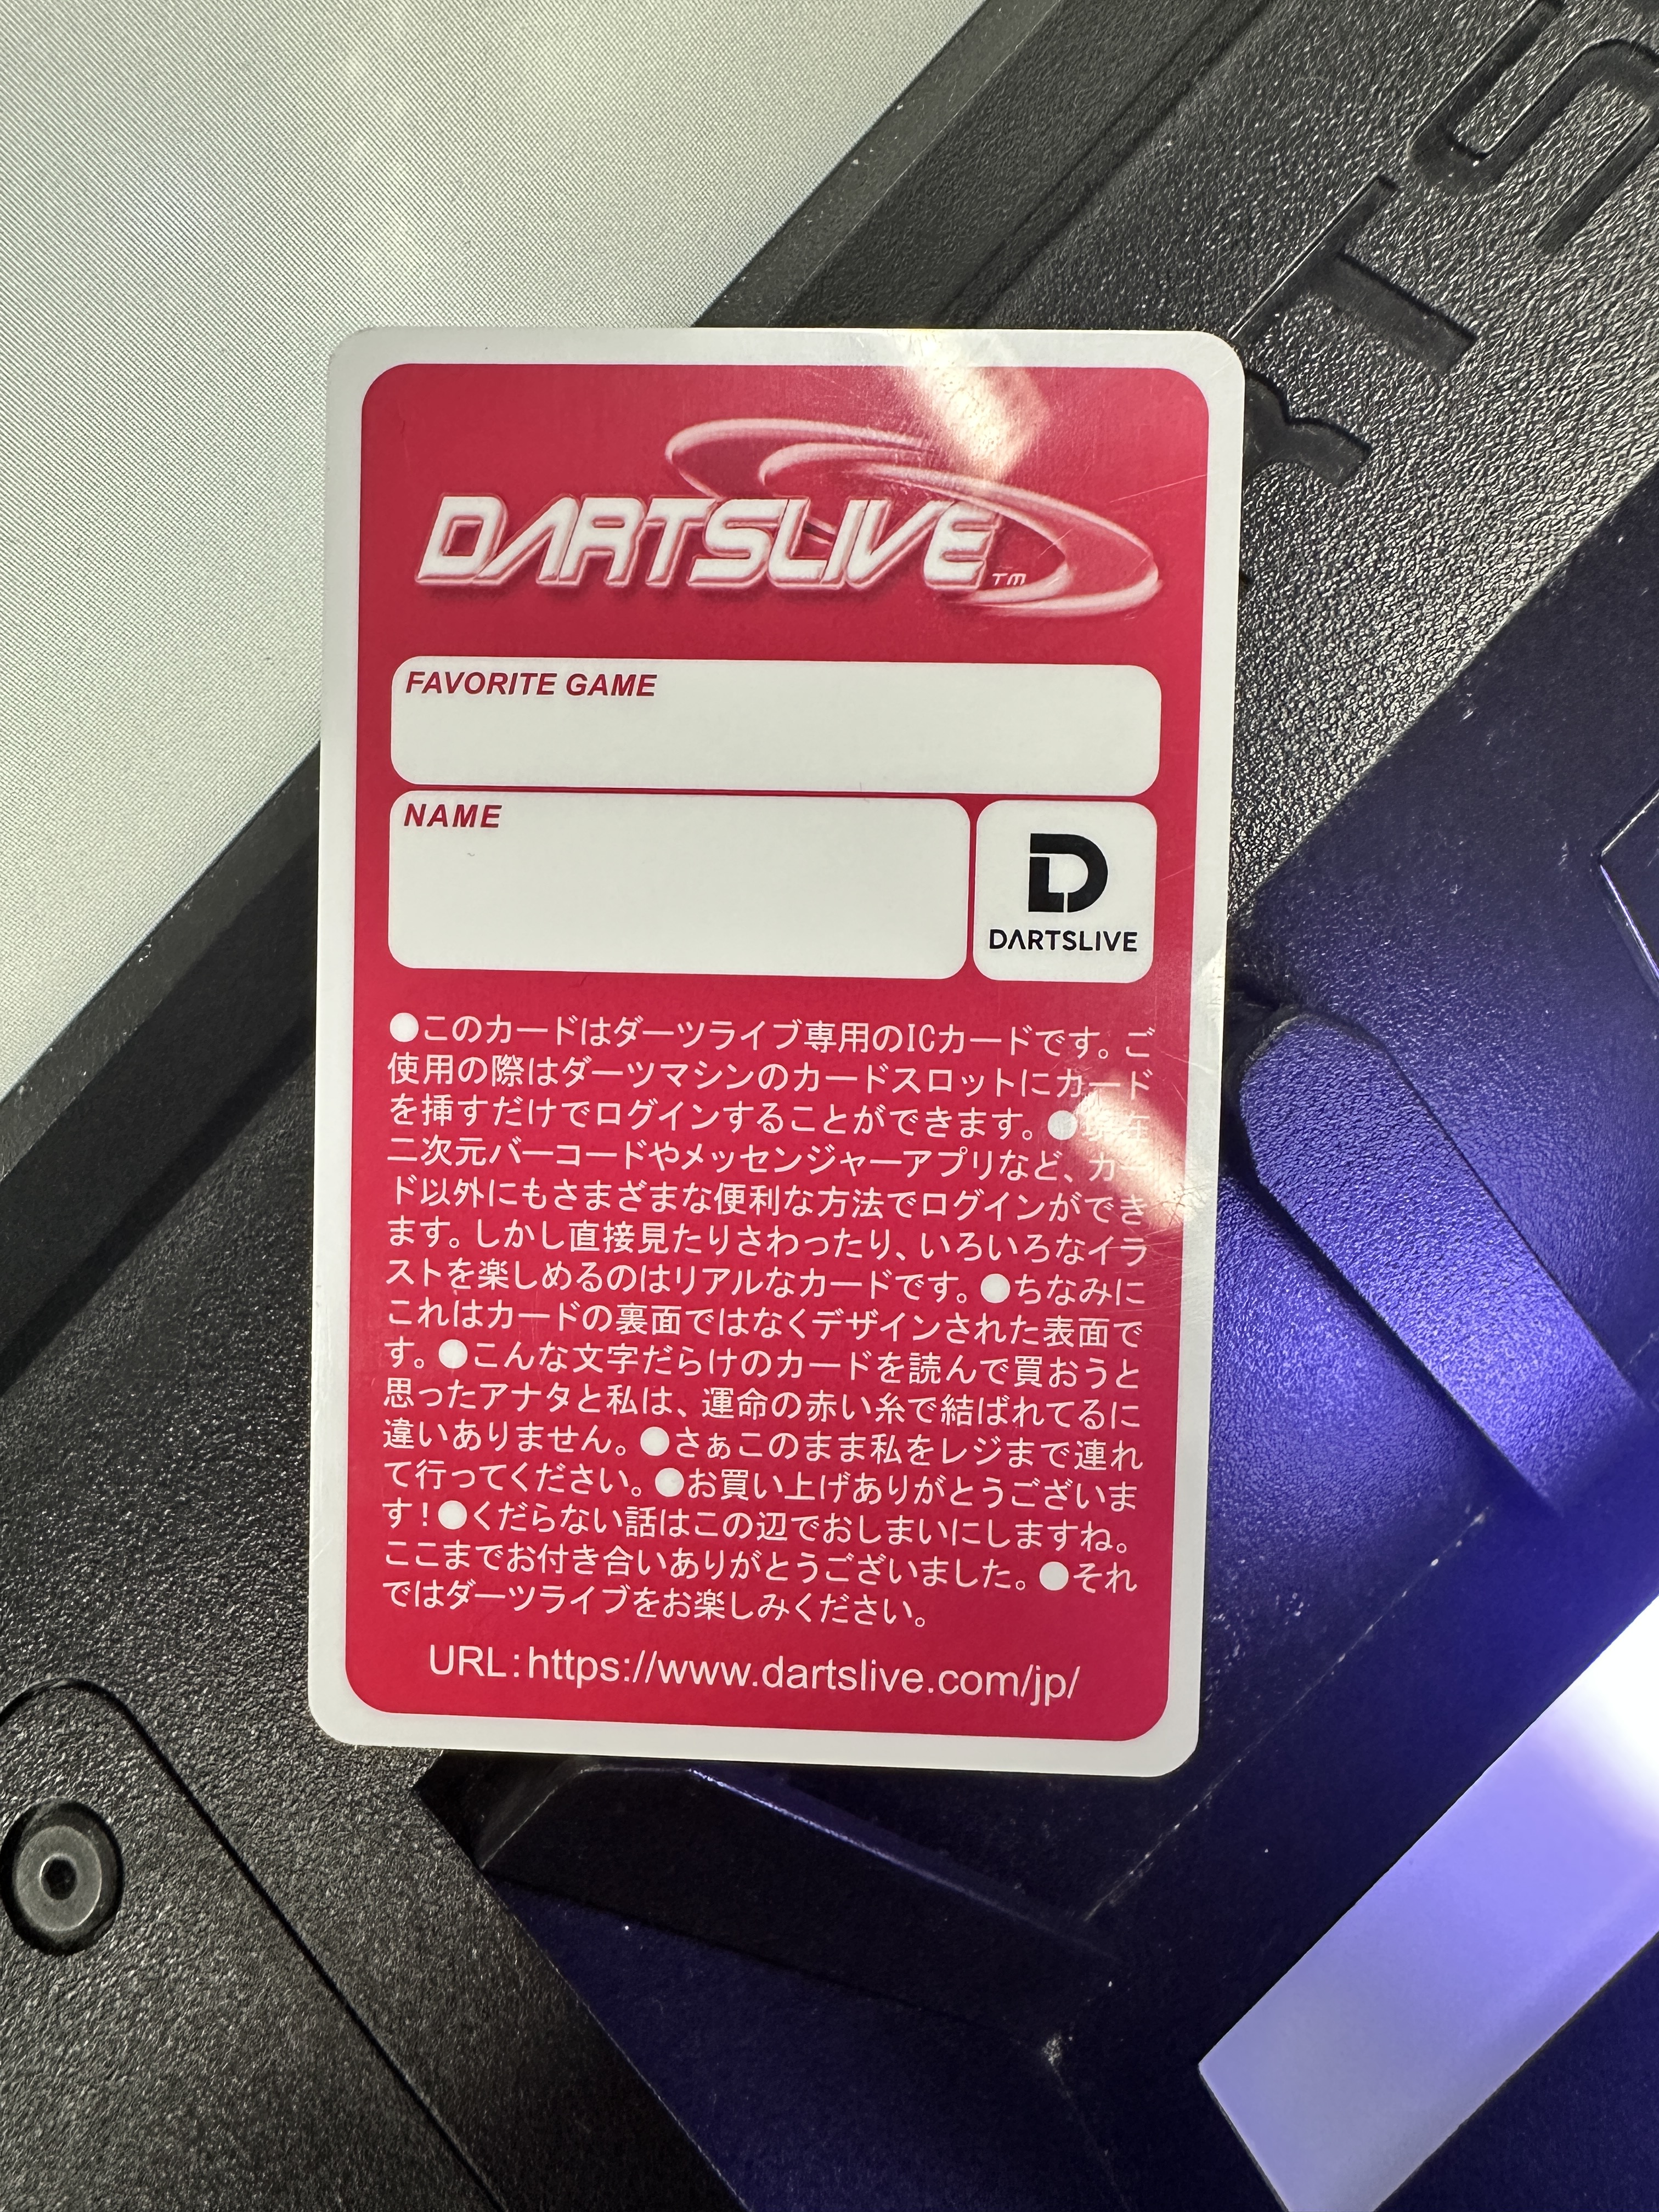 RTS
DARTSLIVE™
FAVORITE GAME
NAME
D
DARTSLIVE
●このカードはダーツライブ専用のICカードです。ご
使用の際はダーツマシンのカードスロットにカード
を挿すだけでログインすることができます。●現在
二次元バーコードやメッセンジャーアプリなど、カー
ド以外にもさまざまな便利な方法でログインができ
ます。しかし直接見たりさわったり、いろいろなイラ
ストを楽しめるのはリアルなカードです。●ちなみに
これはカードの裏面ではなくデザインされた表面で
す。●こんな文字だらけのカードを読んで買おうと
思ったアナタと私は、運命の赤い糸で結ばれてるに
違いありません。●さぁこのまま私をレジまで連れ
て行ってください。●お買い上げありがとうございま
す!●くだらない話はこの辺でおしまいにしますね。
ここまでお付き合いありがとうございました。●それ
ではダーツライブをお楽しみください。
URL:https://www.dartslive.com/jp/